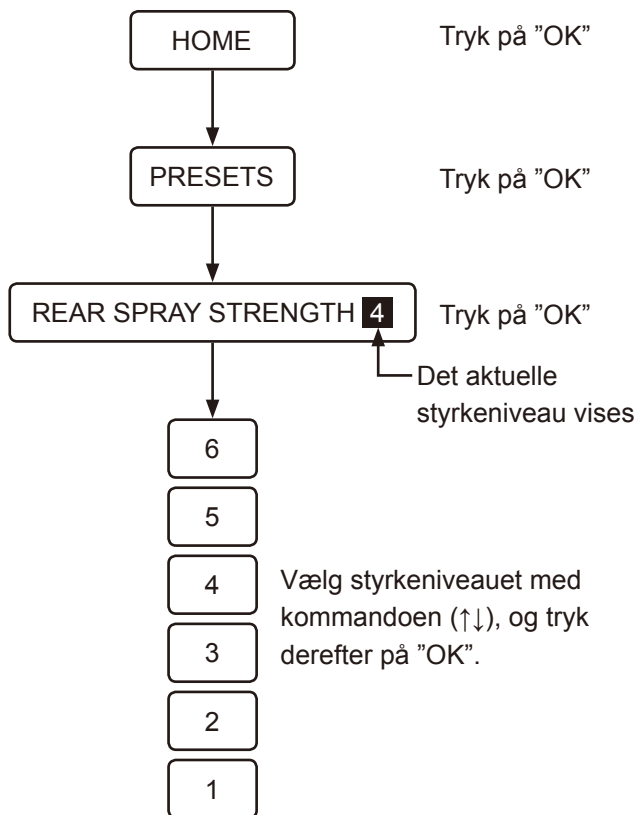 HOME
Tryk på ”OK”
PRESETS
Tryk på ”OK”
REAR SPRAY STRENGTH 4
Tryk på ”OK”
Det aktuelle
styrkeniveau vises
6
5
4
3
2
1
Vælg styrkeniveauet med
kommandoen (↑↓), og tryk
derefter på ”OK”.